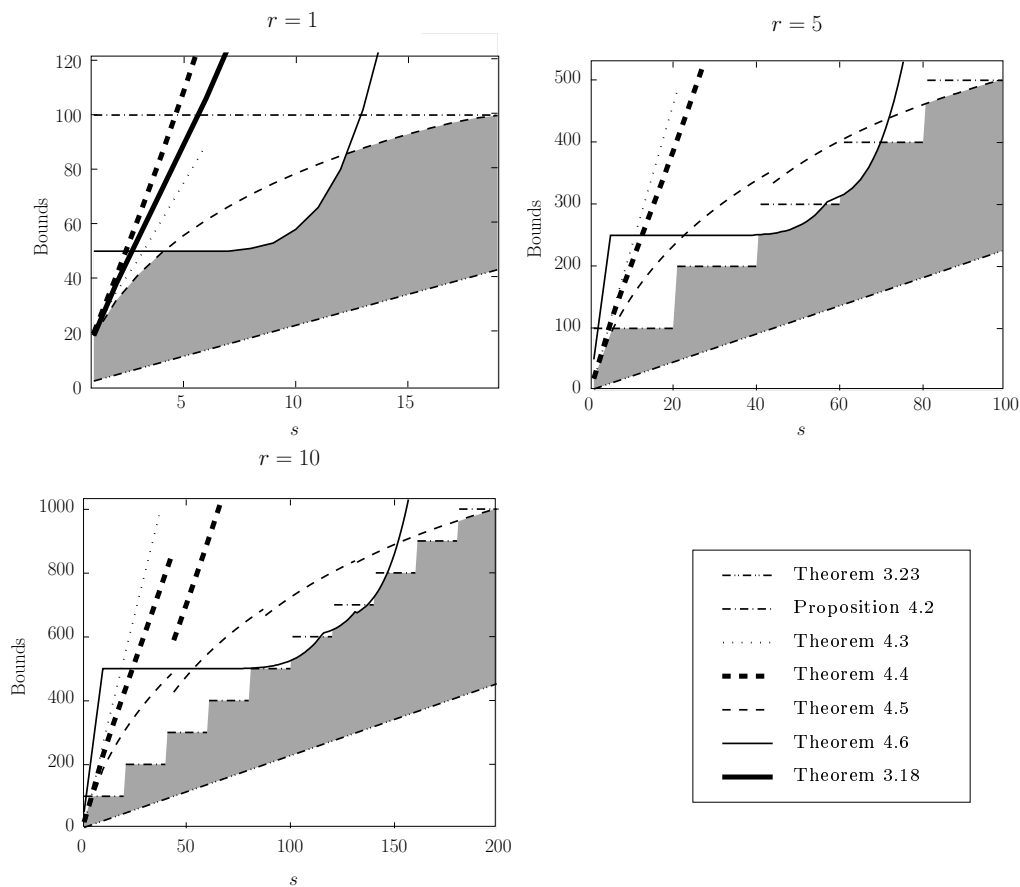 r = 1
120
100
80
60
40
20
0
Bounds
5
10
15
s
r = 5
500
400
300
200
100
0
Bounds
0
20
40
60
80
100
s
r = 10
1000
800
600
400
200
0
Bounds
0
50
100
150
200
s
Theorem 3.23
Proposition 4.2
Theorem 4.3
Theorem 4.4
Theorem 4.5
Theorem 4.6
Theorem 3.18